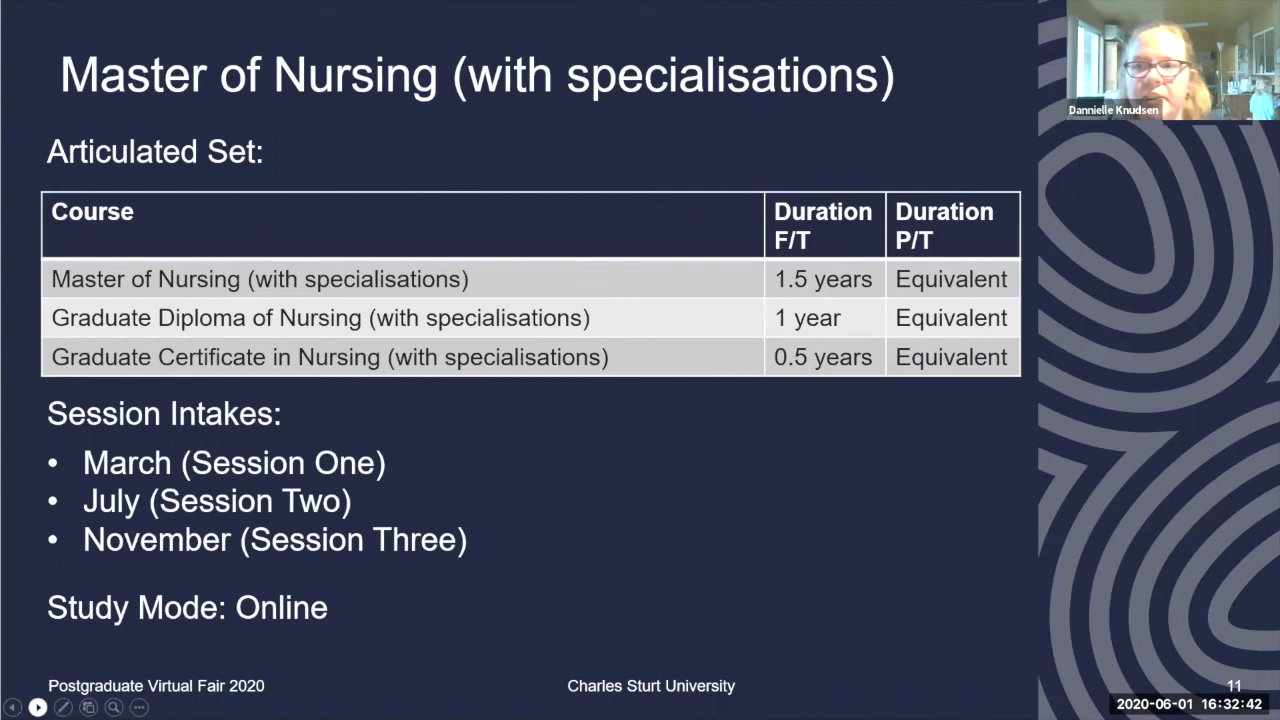 Master of Nursing (with specialisations)
Dannielle Knudsen
Articulated Set:
Course Duration F/T Duration P/T
Master of Nursing (with specialisations) 1.5 years Equivalent
Graduate Diploma of Nursing (with specialisations) 1 year Equivalent
Graduate Certificate in Nursing (with specialisations) 0.5 years Equivalent
Session Intakes:
• March (Session One)
• July (Session Two)
• November (Session Three)
Study Mode: Online
Postgraduate Virtual Fair 2020 Charles Sturt University 11
2020-06-01 16:32:42